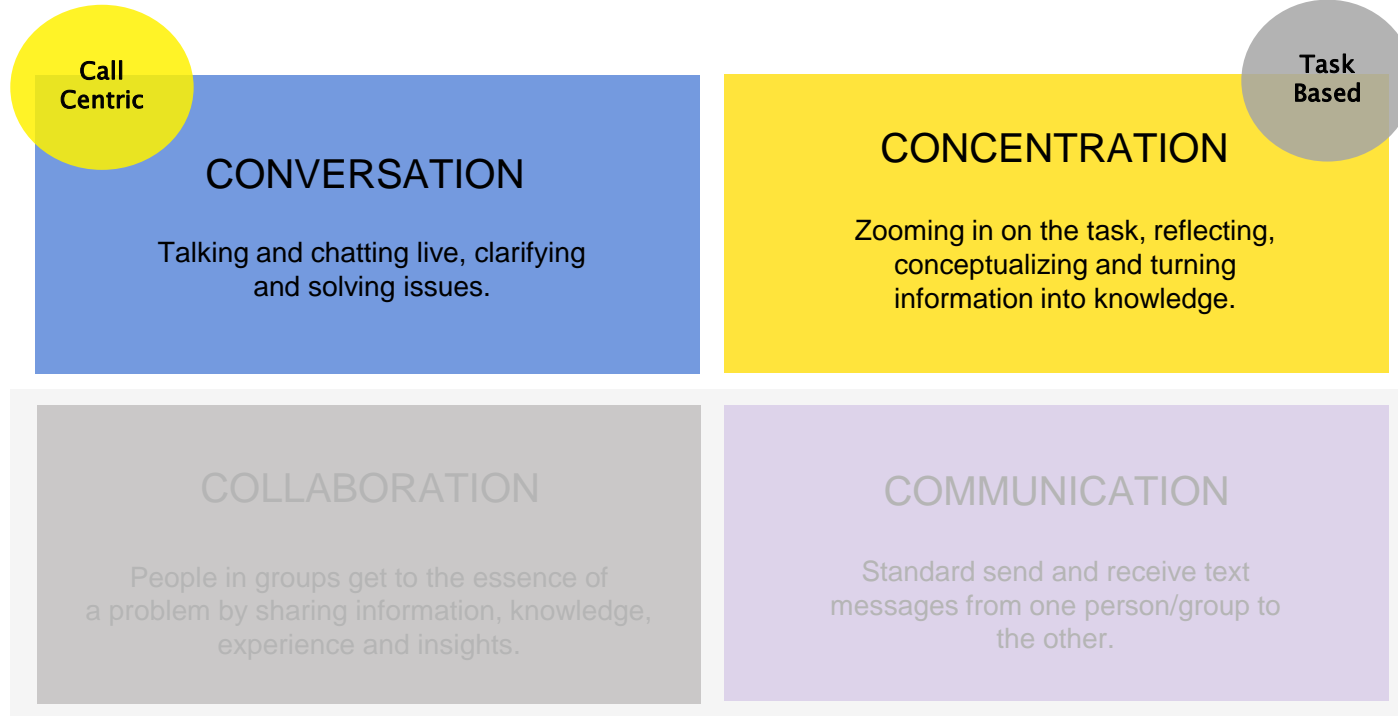 Call
Centric
CONVERSATION
Talking and chatting live, clarifying
and solving issues.
Task
Based
CONCENTRATION
Zooming in on the task, reflecting,
conceptualizing and turning
information into knowledge.
COLLABORATION
People in groups get to the essence of
a problem by sharing information, knowledge,
experience and insights.
COMMUNICATION
Standard send and receive text
messages from one person/group to
the other.